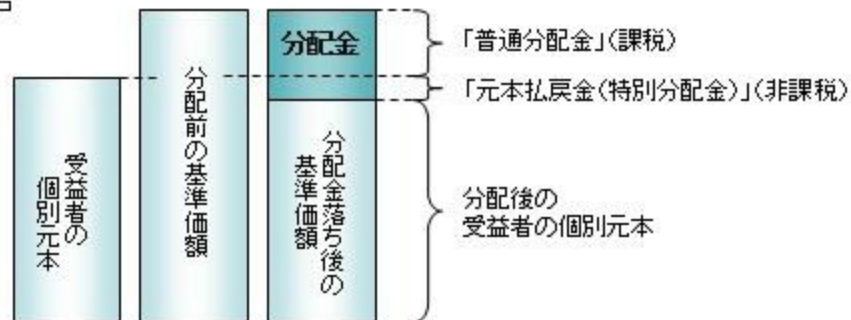 受益者の
個別元本
分配前の基準価額
分配金
分配金落ち後の
基準価額
「普通分配金」(課税)
「元本払戻金(特別分配金)」(非課税)
分配後の
受益者の個別元本